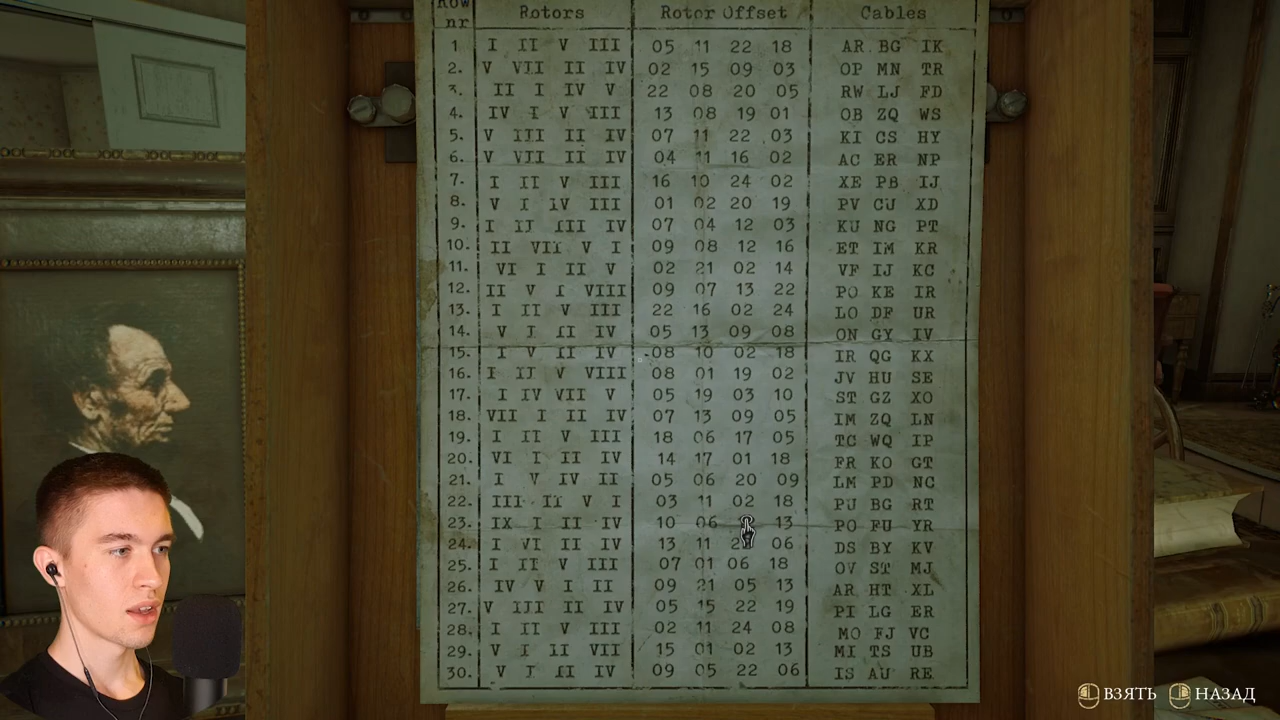 Row nr Rotors Rotor Offset Cables
1 I II V III 05 11 22 18 AR BG IK
2. V VII II IV 02 15 09 03 OP MN TR
3. II I IV V 22 08 20 05 RW LJ FD
4. IV I V III 13 08 19 01 OB ZQ WS
5. V III II IV 07 11 22 03 KI CS HY
6. V VII II IV 04 11 16 02 AC ER NP
7. I II V III 16 10 24 02 XE PB IJ
8. V I IV III 01 02 20 19 PV CU XD
9. I II III IV 07 04 12 03 KU NG PT
10. II VII V I 09 08 12 16 ET IM KR
11. VI I II V 02 21 02 14 VF IJ KC
12. II V I VIII 09 07 13 22 PO KE IR
13. I II V III 22 16 02 24 LO DF UR
14. V I II IV 05 13 09 08 ON GY IV
15. I V II IV 08 10 02 18 IR QG KX
16. I II V VIII 08 01 19 02 JV HU SE
17. I IV VII V 05 19 03 10 ST GZ XO
18. VII I II IV 07 13 09 05 IM ZQ LN
19. I II V III 18 06 17 05 TC WQ IP
20. VI I II IV 14 17 01 18 FR KO GT
21. I V IV II 05 06 20 09 LM PD NC
22. III II V I 03 11 02 18 PU BG RT
23. IX I II IV 10 06 13 PO FU YR
24. I VI II IV 13 11 06 DS BY KV
25. I II V III 07 01 06 18 OV ST MJ
26. IV V I II 09 21 05 13 AR HT XL
27. V III II IV 05 15 22 19 PI LG ER
28. I II V III 02 11 24 08 MO FJ VC
29. V I II VII 15 01 02 13 MI TS UB
30. V I II IV 09 05 22 06 IS AU RE
ВЗЯТЬ НАЗАД